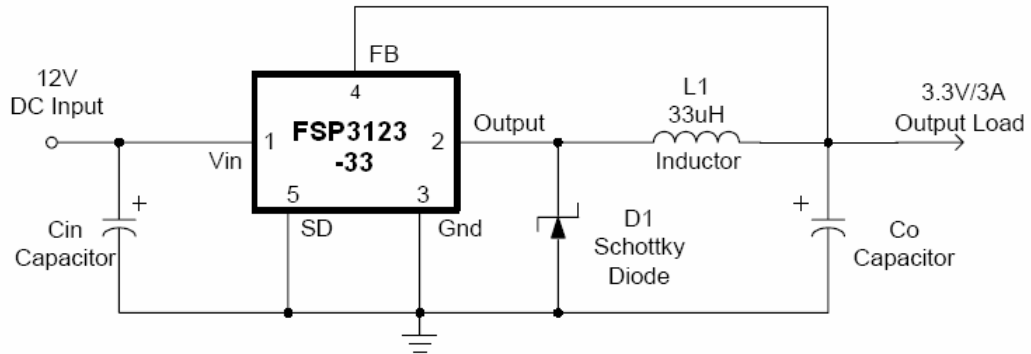 FB
12V
DC Input
4
FSP3123
-33
1
2
Vin
Output
5
3
SD
Gnd
L1
33uH
Inductor
3.3V/3A
Output Load
+
Cin
Capacitor
D1
Schottky
Diode
+
Co
Capacitor